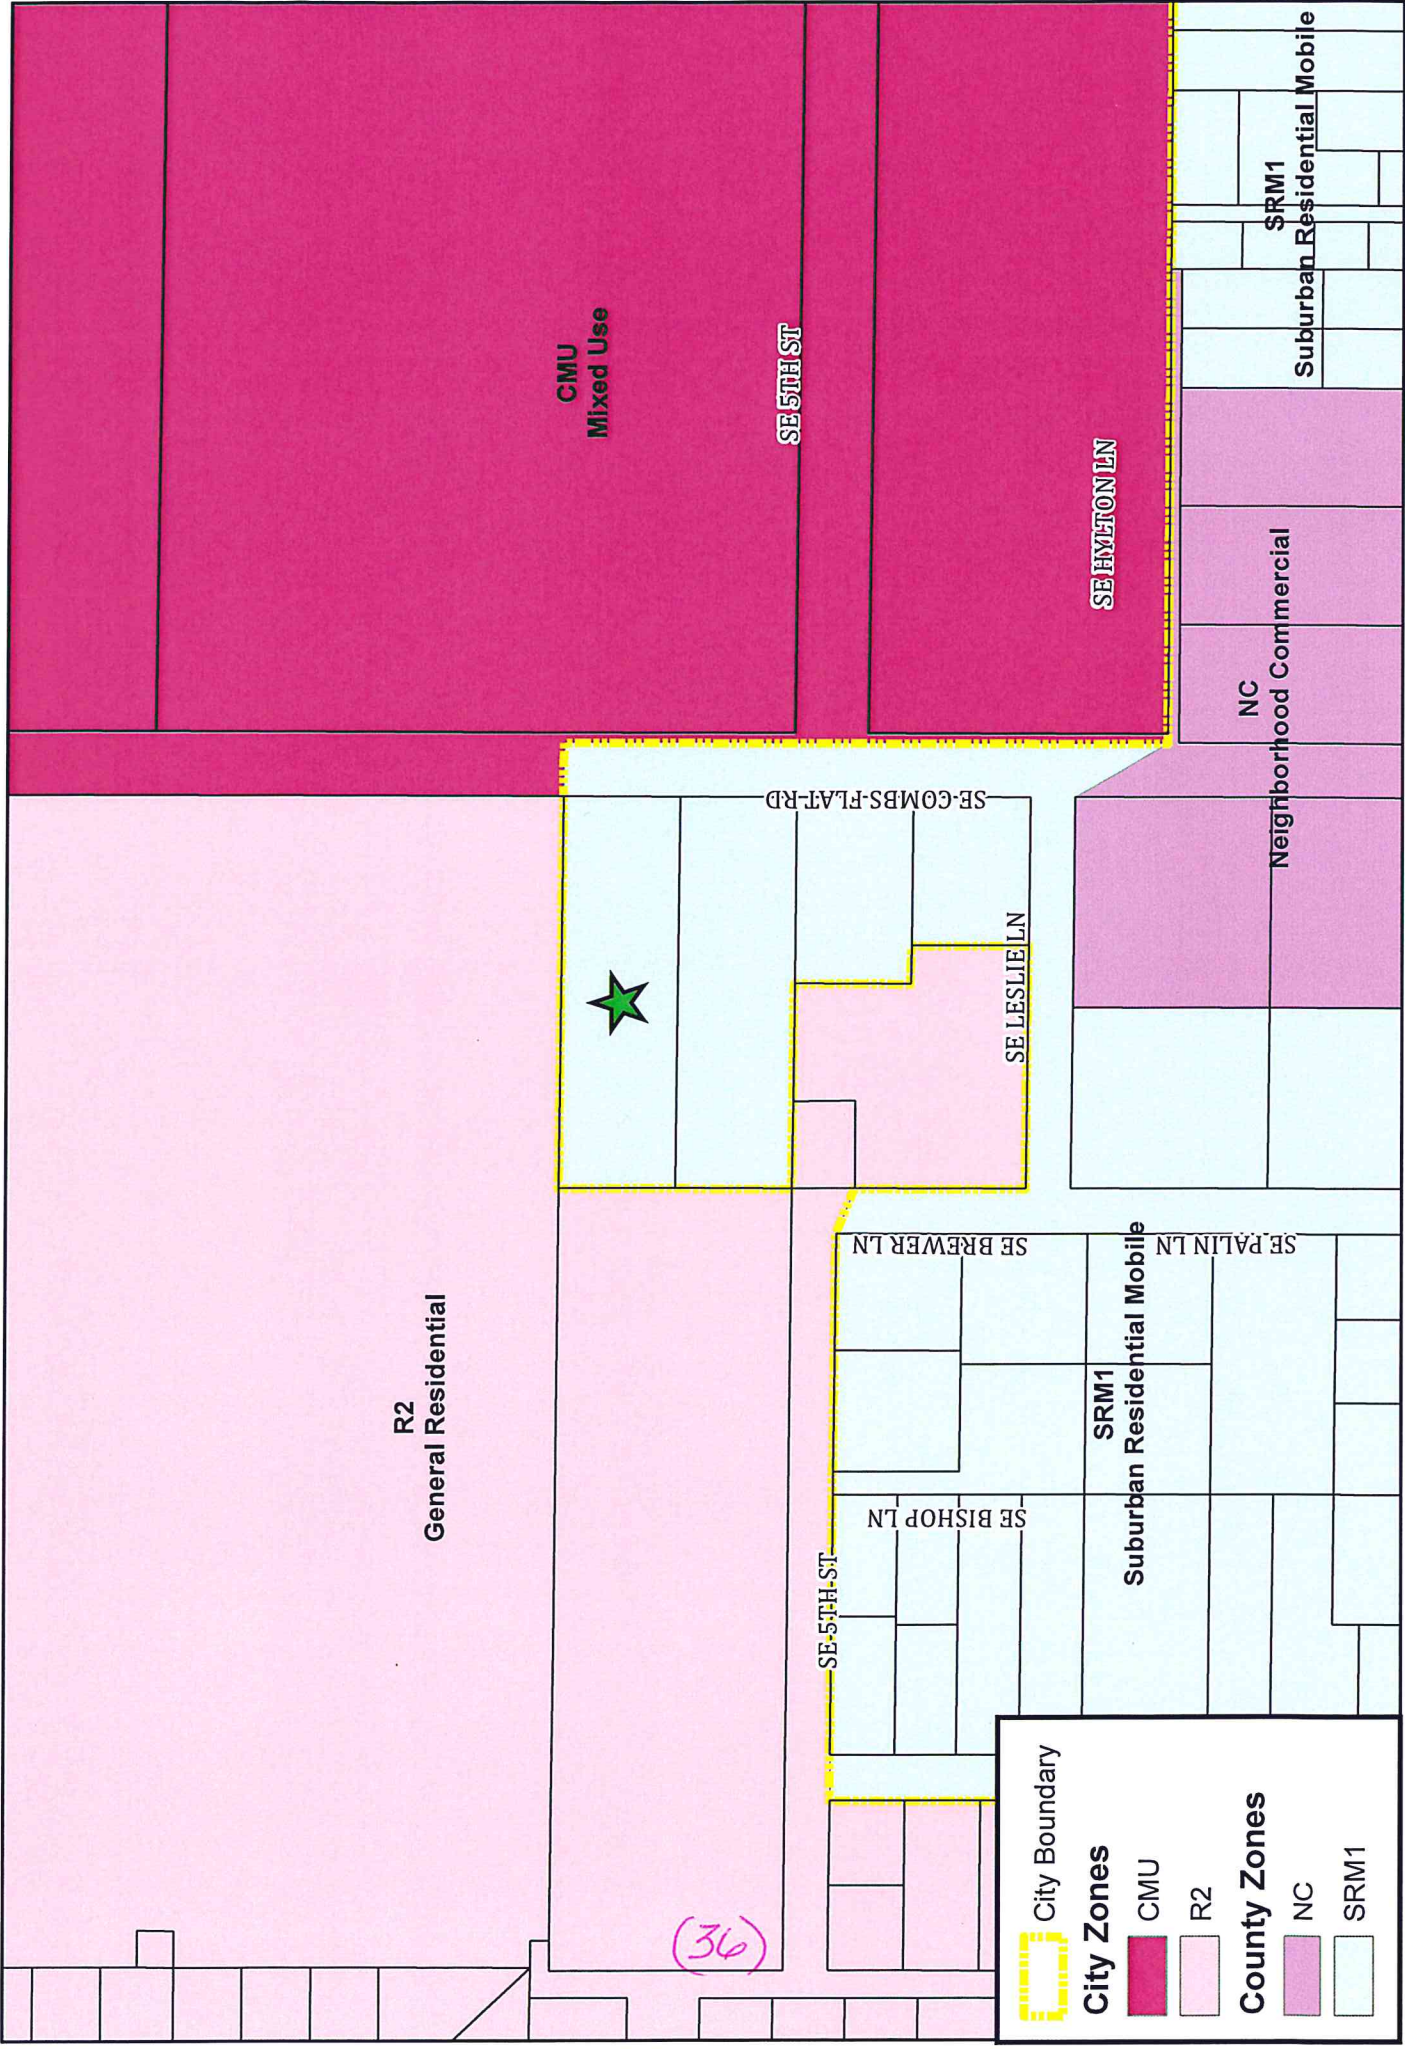 R2
General Residential
CMU
Mixed Use
SE 5TH ST
SE HYLTON LN
SE COMBS FLAT RD
SE LESLIE LN
SE 5TH ST
SE BISHOP LN
SE BREWER LN
SE PALIN LN
SRM1
Suburban Residential Mobile
NC
Neighborhood Commercial
SRM1
Suburban Residential Mobile
(36)
City Boundary
City Zones
CMU
R2
County Zones
NC
SRM1